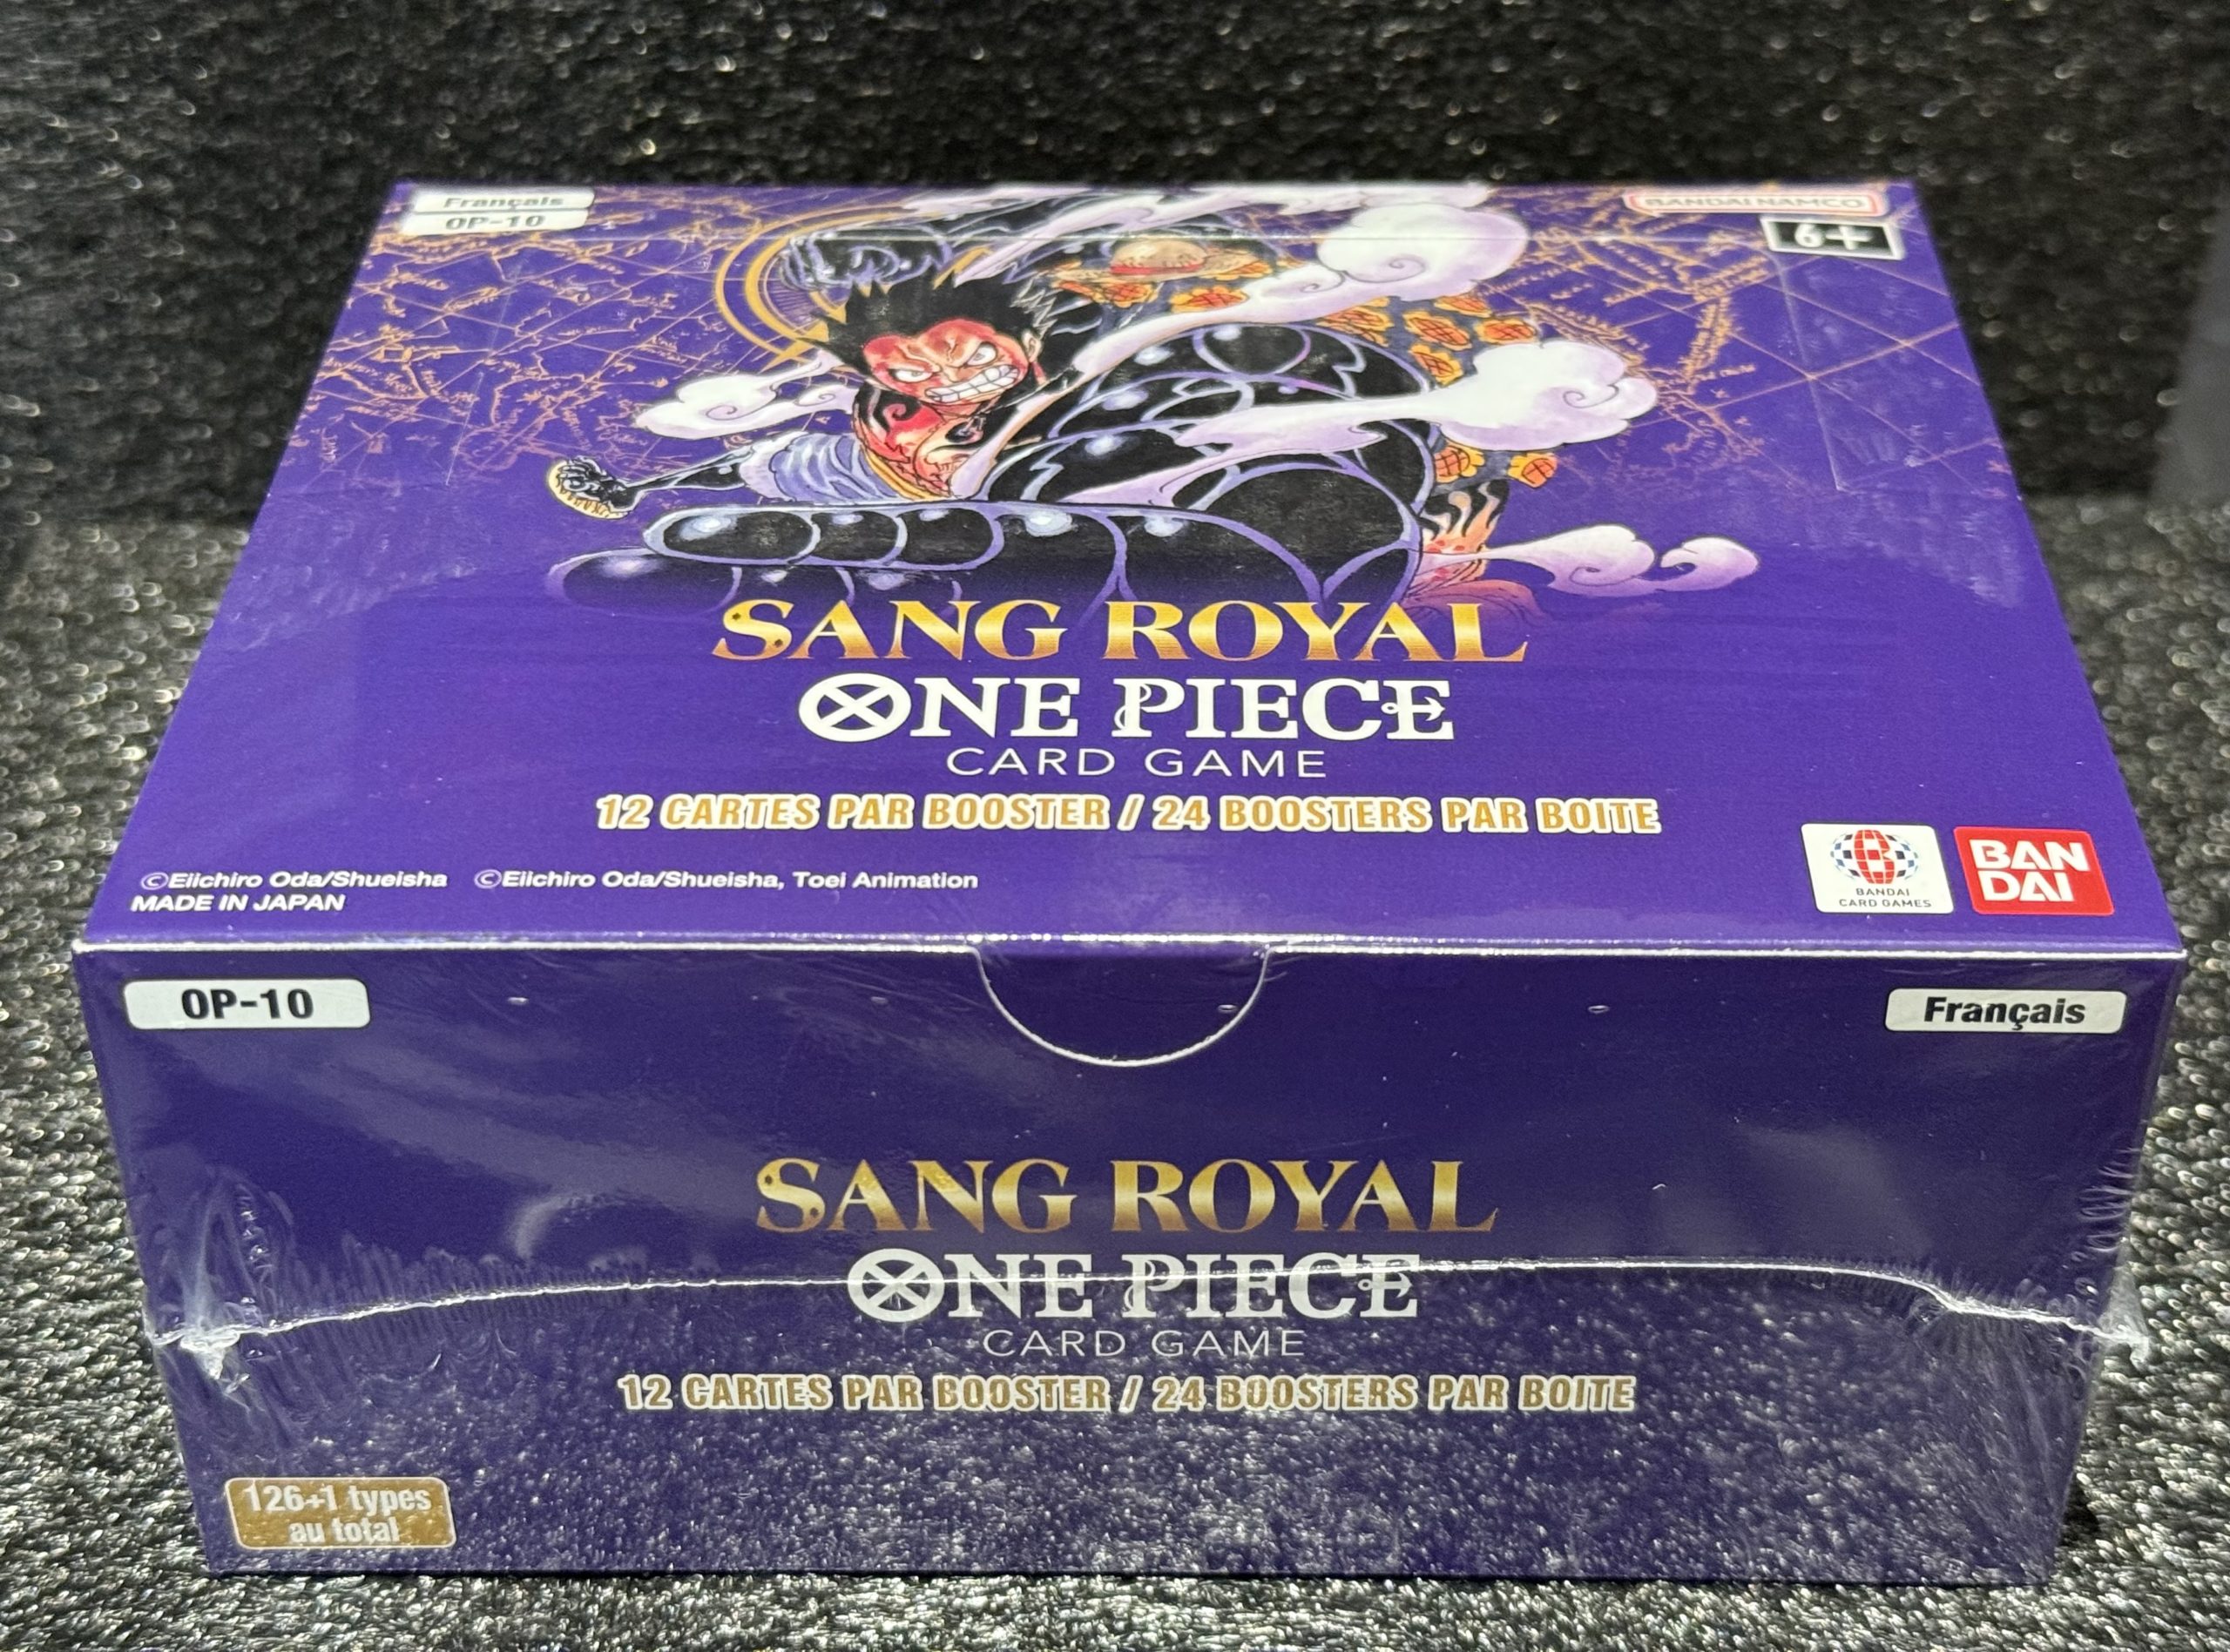 Français
OP-10
BANDAI NAMCO
6+
SANG ROYAL
ONE PIECE
CARD GAME
12 CARTES PAR BOOSTER / 24 BOOSTERS PAR BOITE
©Eiichiro Oda/Shueisha ©Eiichiro Oda/Shueisha, Toei Animation
MADE IN JAPAN
BANDAI
CARD GAMES
BAN
DAI
OP-10
Français
SANG ROYAL
ONE PIECE
CARD GAME
12 CARTES PAR BOOSTER / 24 BOOSTERS PAR BOITE
126+1 types
au total